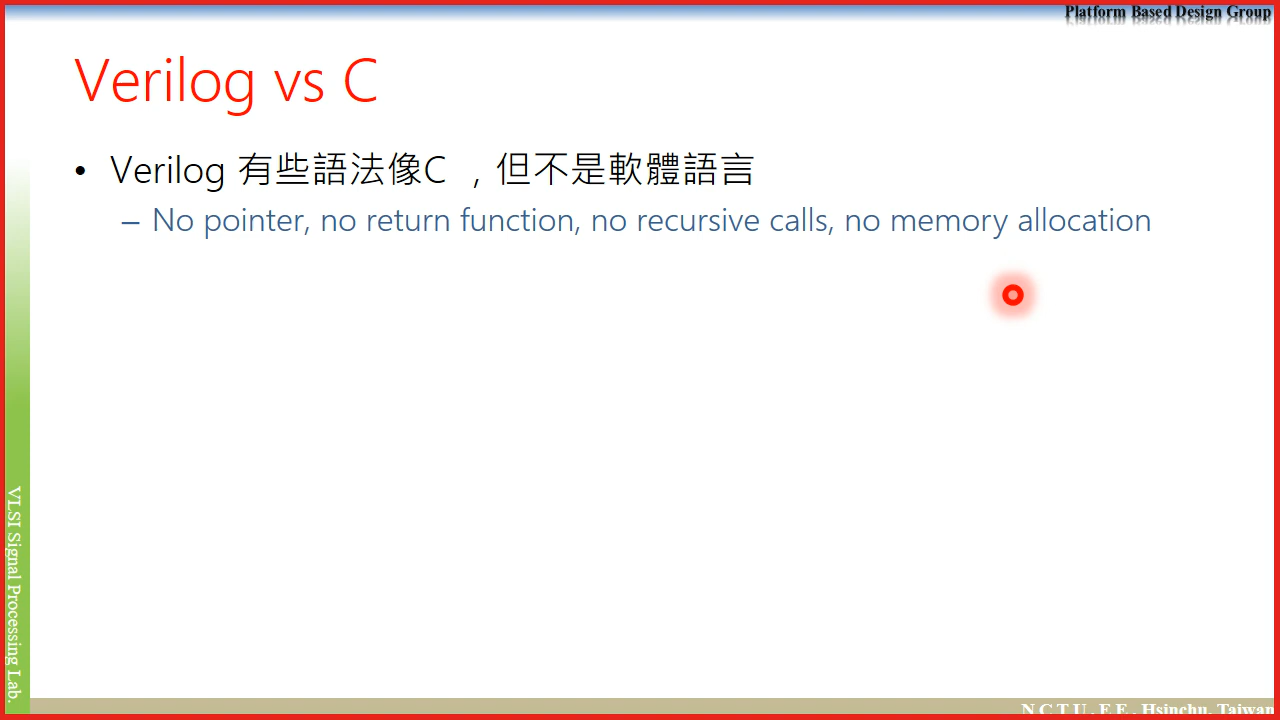 Platform Based Design Group
Verilog vs C
• Verilog 有些語法像C ，但不是軟體語言
– No pointer, no return function, no recursive calls, no memory allocation
VLSI Signal Processing Lab.
N C T U . E E , Hsinchu, Taiwan